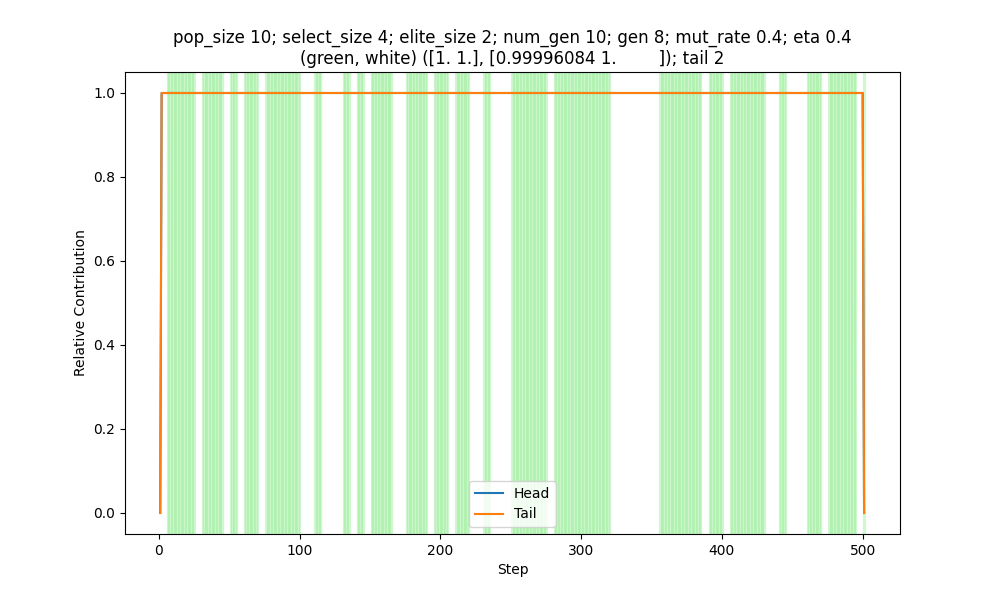 pop_size 10; select_size 4; elite_size 2; num_gen 10; gen 8; mut_rate 0.4; eta 0.4
(green, white) ([1. 1.], [0.99996084 1.         ]); tail 2
1.0
0.8
0.6
0.4
0.2
0.0
Relative Contribution
Head
Tail
0
100
200
300
400
500
Step